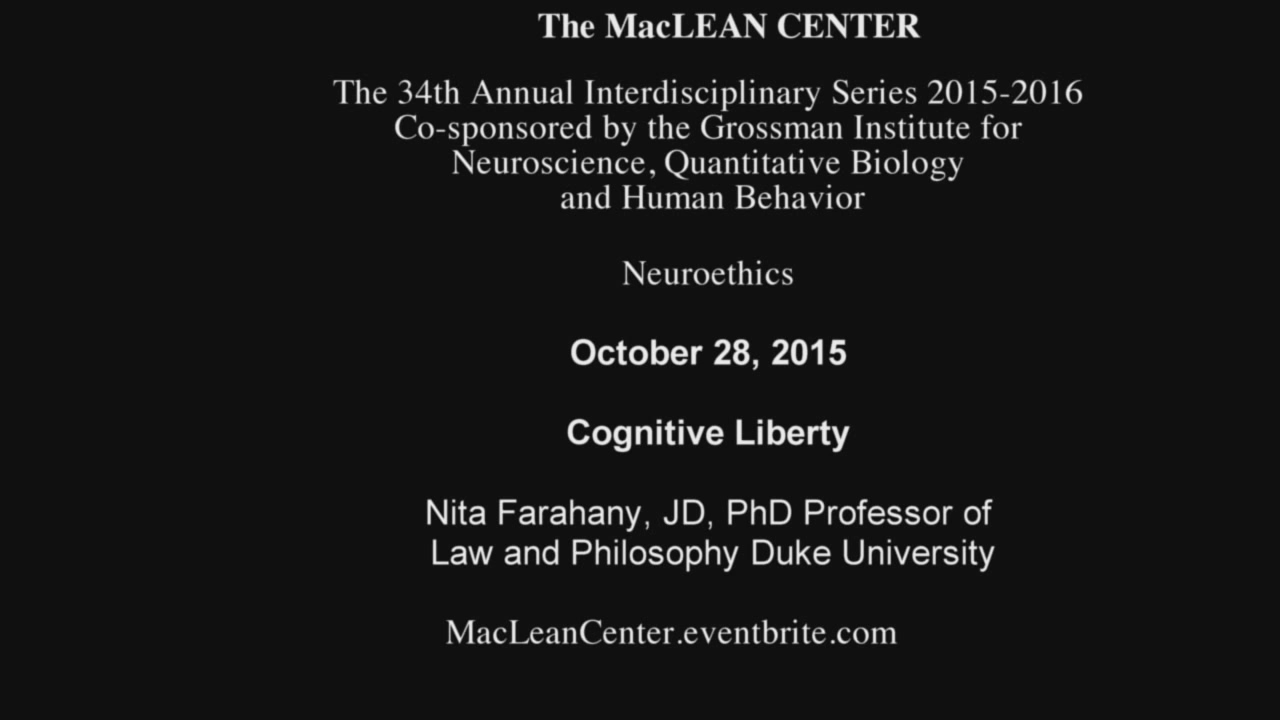 The MacLEAN CENTER
The 34th Annual Interdisciplinary Series 2015-2016
Co-sponsored by the Grossman Institute for
Neuroscience, Quantitative Biology
and Human Behavior
Neuroethics
October 28, 2015
Cognitive Liberty
Nita Farahany, JD, PhD Professor of
Law and Philosophy Duke University
MacLeanCenter.eventbrite.com